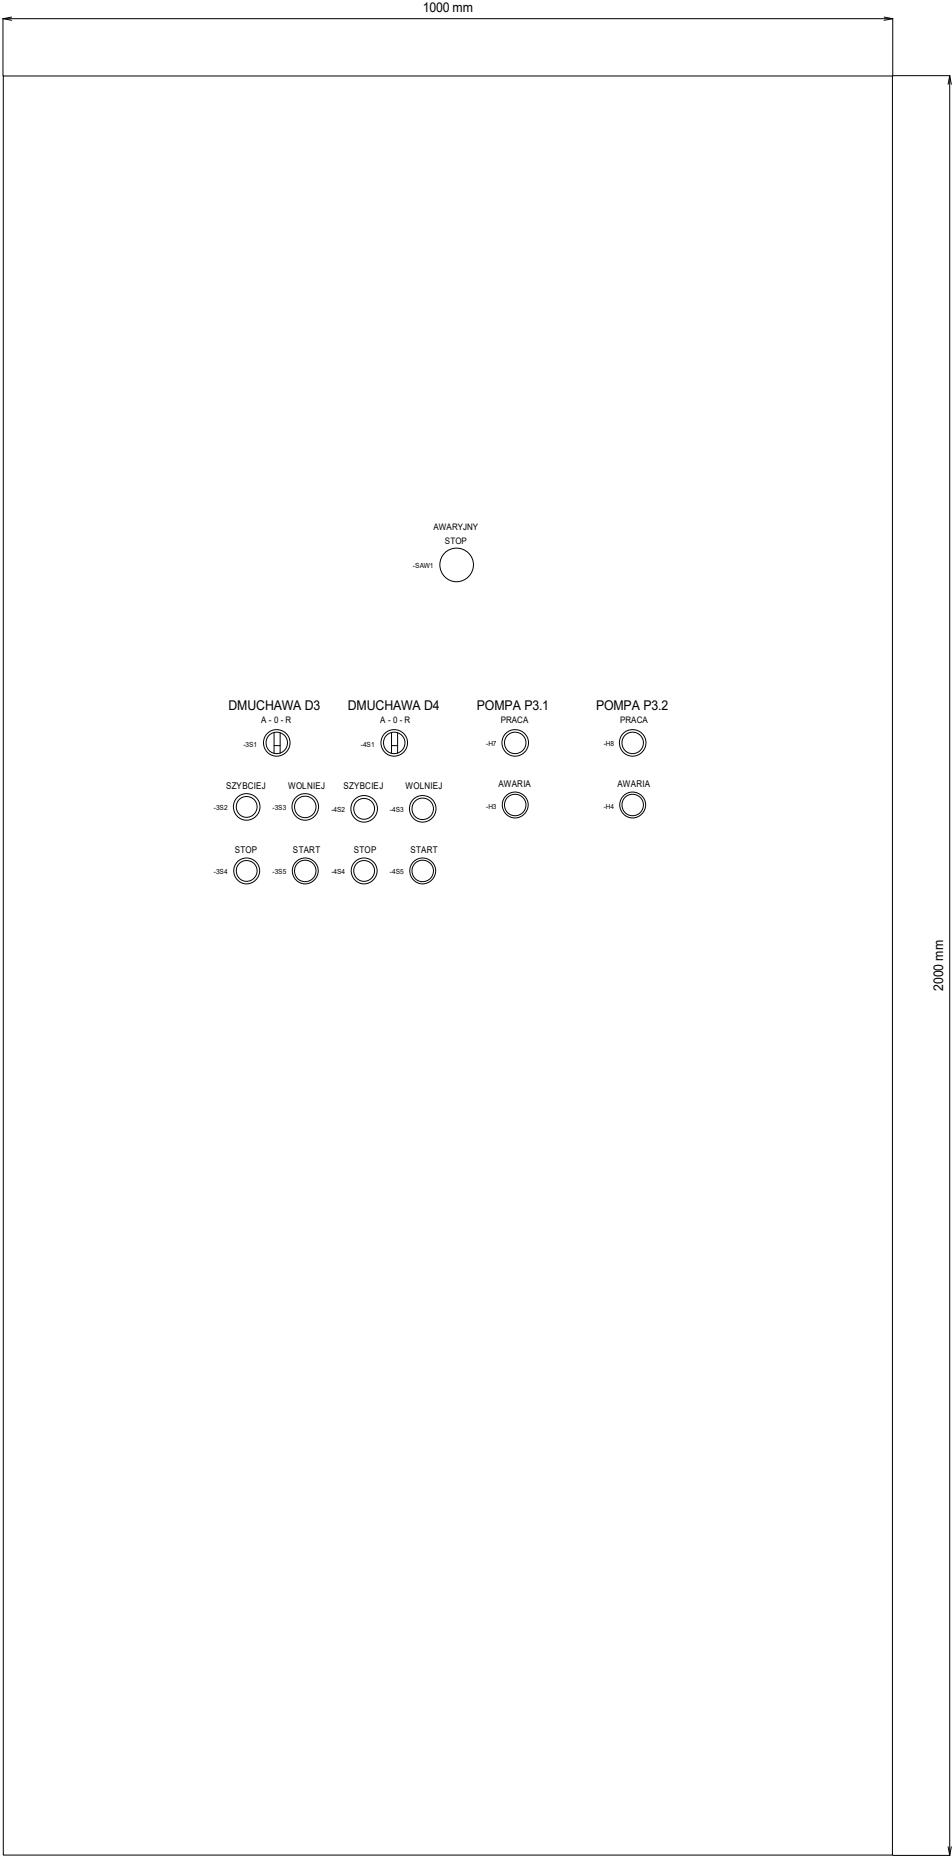 1000 mm
AWARYJNY
STOP
-SAW1
DMUCHAWA D3 DMUCHAWA D4 POMPA P3.1 POMPA P3.2
A - 0 - R A - 0 - R PRACA PRACA
-3S1 -4S1 -H7 -H8
SZYBCIEJ WOLNIEJ SZYBCIEJ WOLNIEJ AWARIA AWARIA
-3S2 -3S3 -4S2 -4S3 -H3 -H4
STOP START STOP START
-3S4 -3S5 -4S4 -4S5
2000 mm